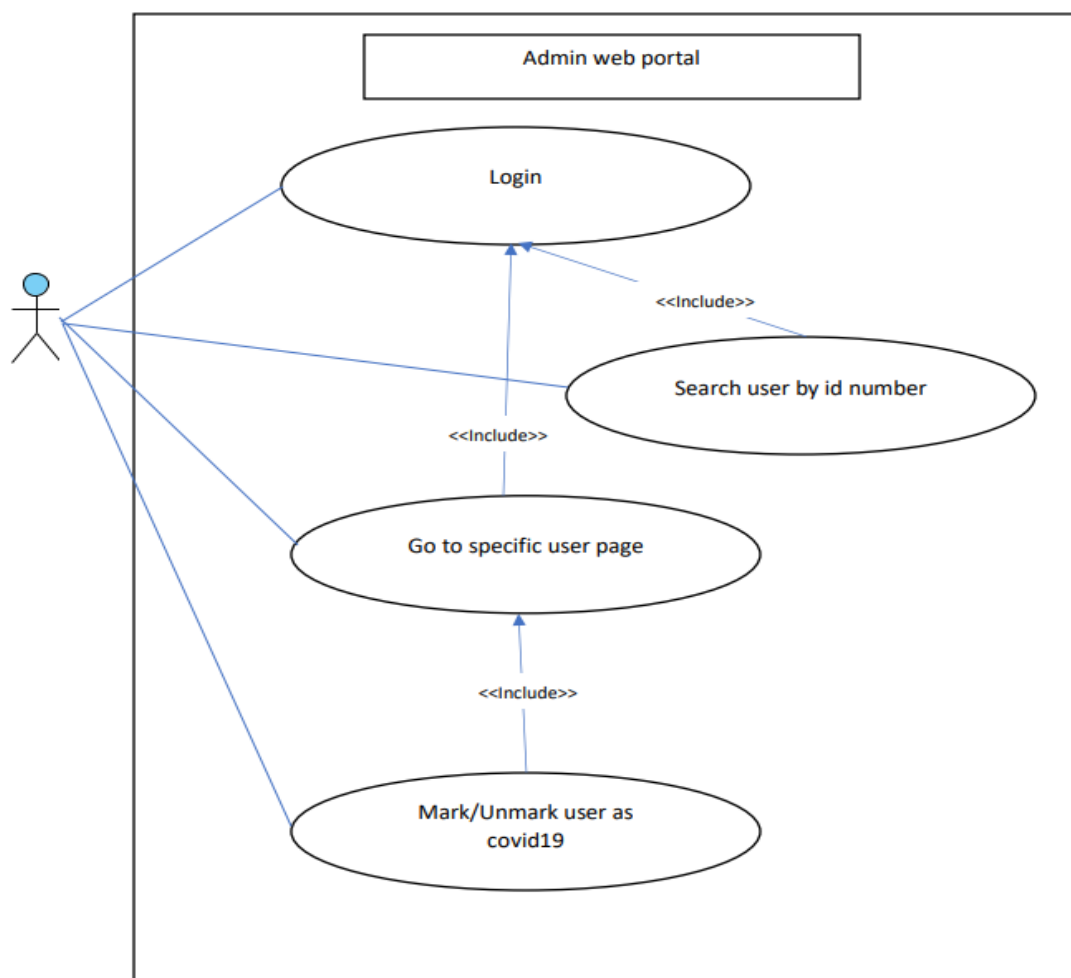 Admin web portal
Login
<<Include>>
Search user by id number
<<Include>>
Go to specific user page
<<Include>>
Mark/Unmark user as
covid19